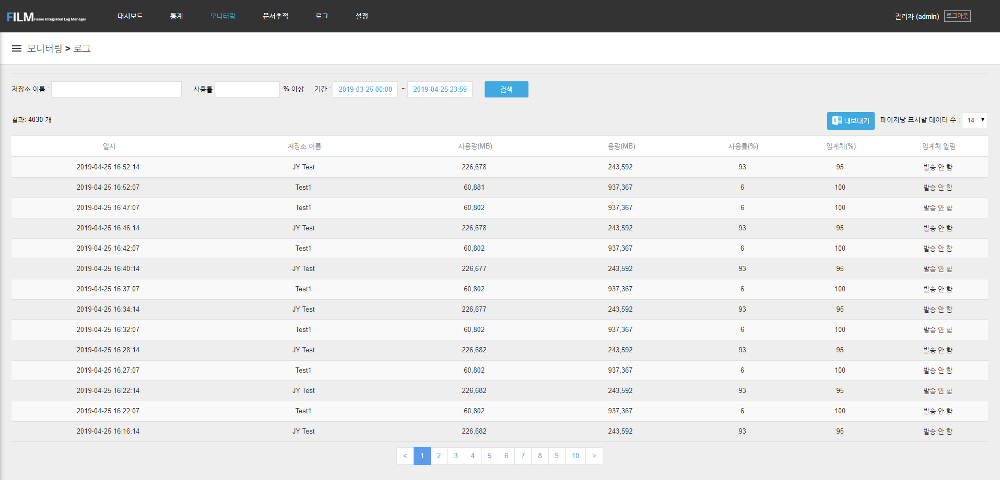 FILM Fasoo Integrated Log Manager 대시보드 통계 모니터링 문서추적 로그 설정 관리자 (admin) 로그아웃
모니터링 > 로그
저장소 이름 : 사용률 % 이상 기간 : 2019-03-25 00:00 ~ 2019-04-25 23:59 검색
결과: 4030 개 내보내기 페이지당 표시할 데이터 수 : 14
일시 저장소 이름 사용량(MB) 용량(MB) 사용률(%) 임계치(%) 임계치 알림
2019-04-25 16:52:14 JY Test 226,678 243,592 93 95 발송 안 함
2019-04-25 16:52:07 Test1 60,881 937,367 6 100 발송 안 함
2019-04-25 16:47:07 Test1 60,802 937,367 6 100 발송 안 함
2019-04-25 16:46:14 JY Test 226,678 243,592 93 95 발송 안 함
2019-04-25 16:42:07 Test1 60,802 937,367 6 100 발송 안 함
2019-04-25 16:40:14 JY Test 226,677 243,592 93 95 발송 안 함
2019-04-25 16:37:07 Test1 60,802 937,367 6 100 발송 안 함
2019-04-25 16:34:14 JY Test 226,677 243,592 93 95 발송 안 함
2019-04-25 16:32:07 Test1 60,802 937,367 6 100 발송 안 함
2019-04-25 16:28:14 JY Test 226,682 243,592 93 95 발송 안 함
2019-04-25 16:27:07 Test1 60,802 937,367 6 100 발송 안 함
2019-04-25 16:22:14 JY Test 226,682 243,592 93 95 발송 안 함
2019-04-25 16:22:07 Test1 60,802 937,367 6 100 발송 안 함
2019-04-25 16:16:14 JY Test 226,682 243,592 93 95 발송 안 함
< 1 2 3 4 5 6 7 8 9 10 >